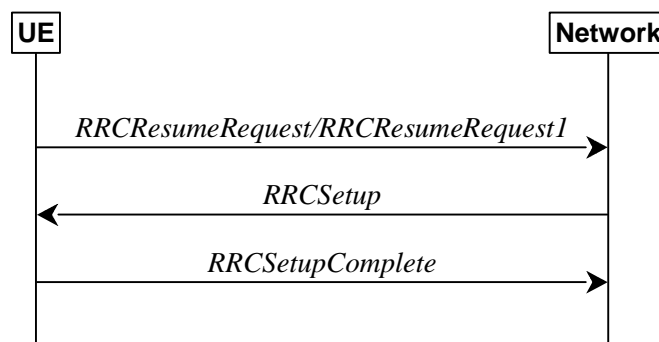 UE
Network
RRCResumeRequest/RRCResumeRequest1
RRCSetup
RRCSetupComplete